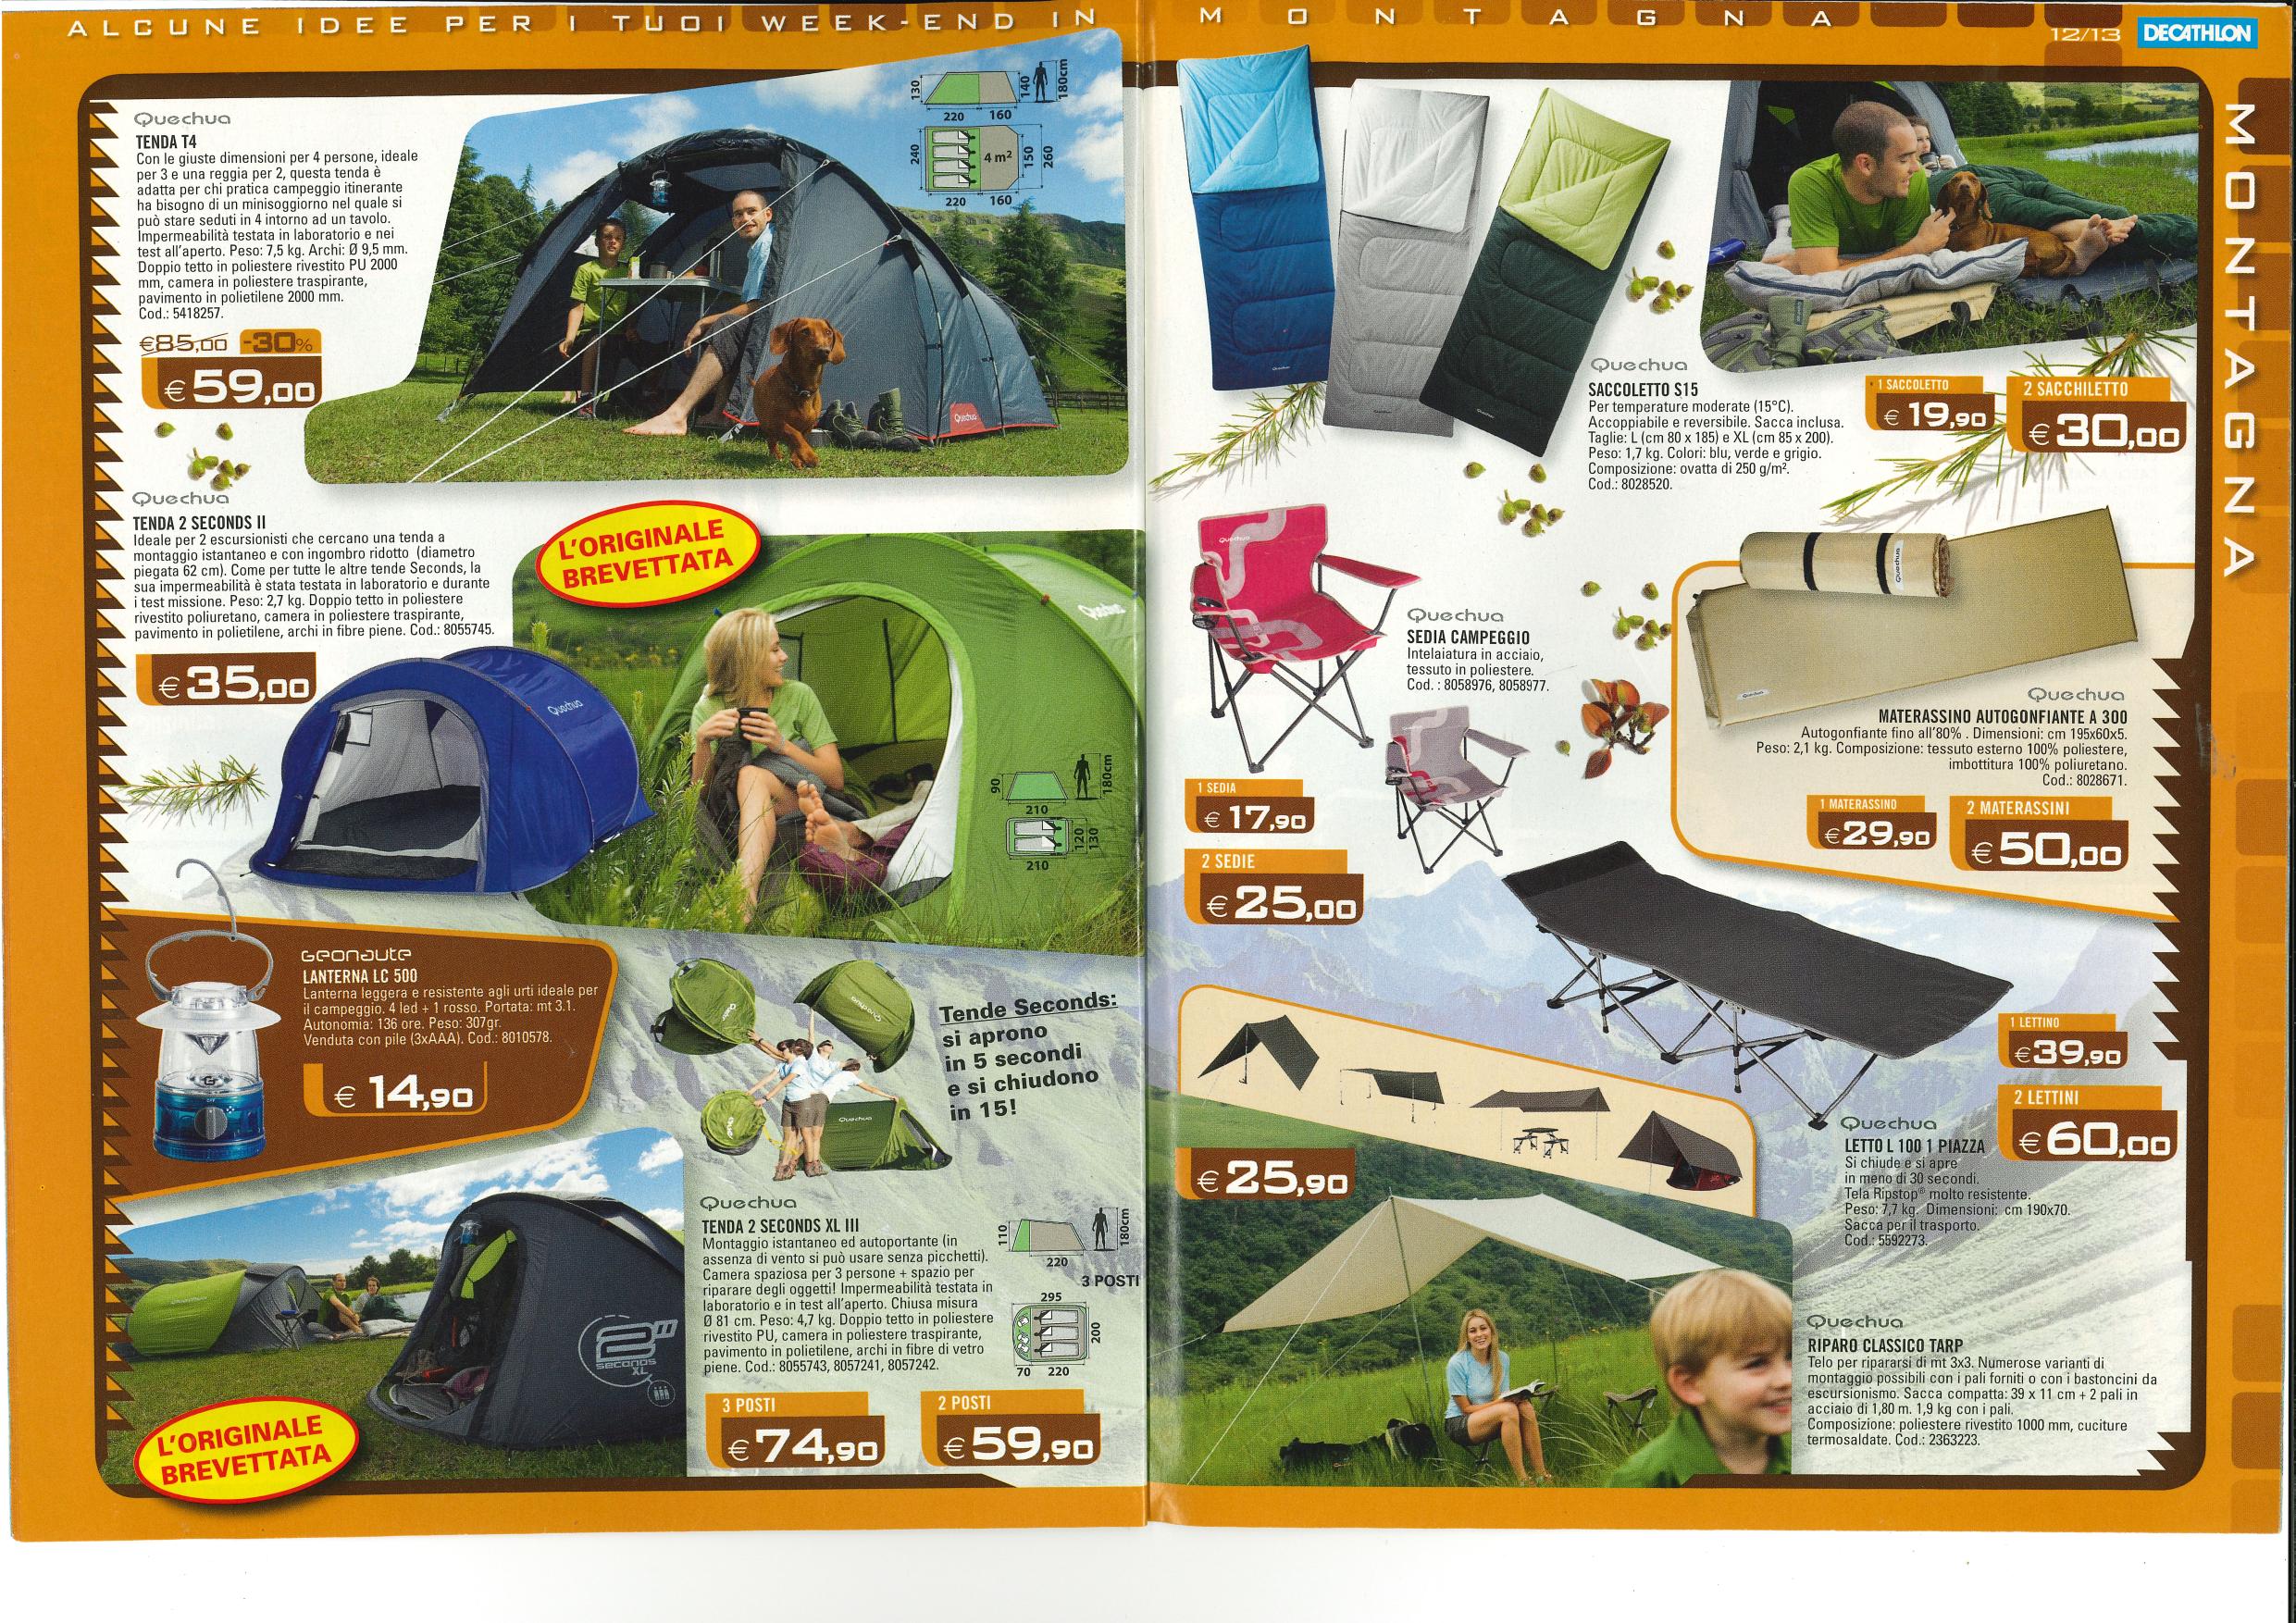 ALCUNE IDEE PER I TUOI WEEK-END IN MONTAGNA
12/13 DECATHLON
MONTAGNA
Quechua
TENDA T4
Con le giuste dimensioni per 4 persone, ideale
per 3 e una reggia per 2, questa tenda è
adatta per chi pratica campeggio itinerante
ha bisogno di un minisoggiorno nel quale si
può stare seduti in 4 intorno ad un tavolo.
Impermeabilità testata in laboratorio e nei
test all'aperto. Peso: 7,5 kg. Archi: Ø 9,5 mm.
Doppio tetto in poliestere rivestito PU 2000
mm, camera in poliestere traspirante,
pavimento in polietilene 2000 mm.
Cod.: 5418257.
€85,00 -30%
€59,00
130
140
180cm
220 160
240
4 m²
150
260
220 160
Quechua
Quechua
TENDA 2 SECONDS II
Ideale per 2 escursionisti che cercano una tenda a
montaggio istantaneo e con ingombro ridotto (diametro
piegata 62 cm). Come per tutte le altre tende Seconds, la
sua impermeabilità è stata testata in laboratorio e durante
i test missione. Peso: 2,7 kg. Doppio tetto in poliestere
rivestito poliuretano, camera in poliestere traspirante,
pavimento in polietilene, archi in fibre piene. Cod.: 8055745.
€35,00
L'ORIGINALE
BREVETTATA
Quechua
Quechua
90
180cm
210
120
130
210
Geonaute
LANTERNA LC 500
Lanterna leggera e resistente agli urti ideale per
il campeggio. 4 led + 1 rosso. Portata: mt 3.1.
Autonomia: 136 ore. Peso: 307gr.
Venduta con pile (3xAAA). Cod.: 8010578.
€ 14,90
Tende Seconds:
si aprono
in 5 secondi
e si chiudono
in 15!
Quechua
Quechua
Quechua
Quechua
Quechua
TENDA 2 SECONDS XL III
Montaggio istantaneo ed autoportante (in
assenza di vento si può usare senza picchetti).
Camera spaziosa per 3 persone + spazio per
riparare degli oggetti! Impermeabilità testata in
laboratorio e in test all'aperto. Chiusa misura
Ø 81 cm. Peso: 4,7 kg. Doppio tetto in poliestere
rivestito PU, camera in poliestere traspirante,
pavimento in polietilene, archi in fibre di vetro
piene. Cod.: 8055743, 8057241, 8057242.
110
180cm
220
3 POSTI
295
200
70 220
3 POSTI
€74,90
2 POSTI
€59,90
2"
SECONDS
XL
L'ORIGINALE
BREVETTATA
Quechua
SACCOLETTO S15
Per temperature moderate (15°C).
Accoppiabile e reversibile. Sacca inclusa.
Taglie: L (cm 80 x 185) e XL (cm 85 x 200).
Peso: 1,7 kg. Colori: blu, verde e grigio.
Composizione: ovatta di 250 g/m².
Cod.: 8028520.
1 SACCOLETTO
€ 19,90
2 SACCHILETTO
€30,00
Quechua
Quechua
SEDIA CAMPEGGIO
Intelaiatura in acciaio,
tessuto in poliestere.
Cod. : 8058976, 8058977.
1 SEDIA
€ 17,90
2 SEDIE
€25,00
Quechua
Quechua
MATERASSINO AUTOGONFIANTE A 300
Autogonfiante fino all'80% . Dimensioni: cm 195x60x5.
Peso: 2,1 kg. Composizione: tessuto esterno 100% poliestere,
imbottitura 100% poliuretano.
Cod.: 8028671.
1 MATERASSINO
€29,90
2 MATERASSINI
€50,00
1 LETTINO
€39,90
2 LETTINI
€60,00
Quechua
LETTO L 100 1 PIAZZA
Si chiude e si apre
in meno di 30 secondi.
Tela Ripstop® molto resistente.
Peso: 7,7 kg. Dimensioni: cm 190x70.
Sacca per il trasporto.
Cod.: 5592273.
€25,90
Quechua
RIPARO CLASSICO TARP
Telo per ripararsi di mt 3x3. Numerose varianti di
montaggio possibili con i pali forniti o con i bastoncini da
escursionismo. Sacca compatta: 39 x 11 cm + 2 pali in
acciaio di 1,80 m. 1,9 kg con i pali.
Composizione: poliestere rivestito 1000 mm, cuciture
termosaldate. Cod.: 2363223.